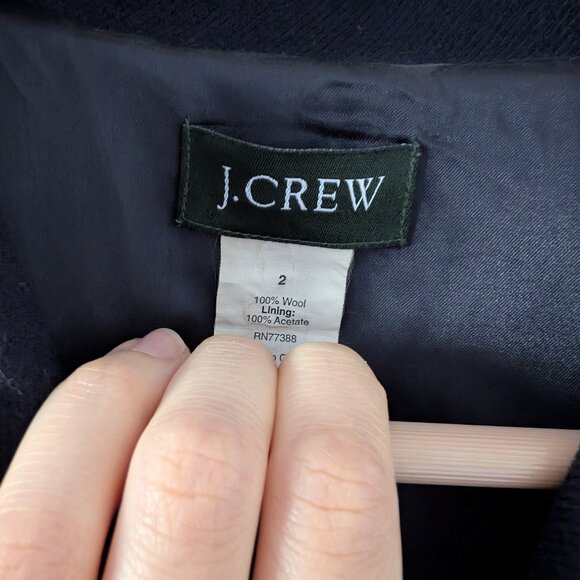 J.CREW
2
100% Wool
Lining:
100% Acetate
RN77388